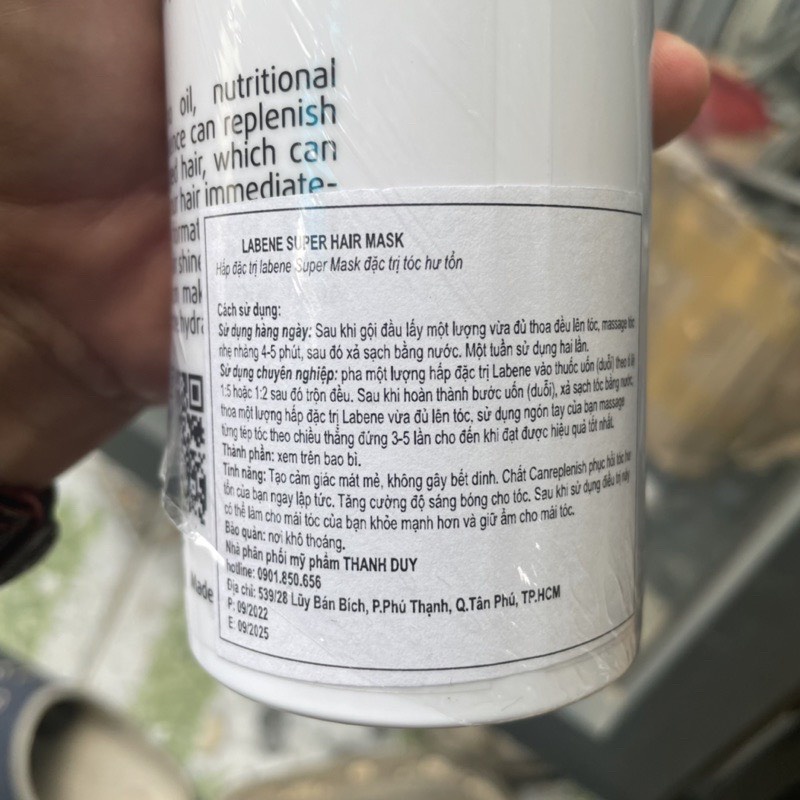 oil, nutritional
can replenish
hair, which can
hair immediate-
LABENE SUPER HAIR MASK
Hấp đặc trị labene Super Mask đặc trị tóc hư tổn
Cách sử dụng:
Sử dụng hàng ngày: Sau khi gội đầu lấy một lượng vừa đủ thoa đều lên tóc, massage tóc
nhẹ nhàng 4-5 phút, sau đó xả sạch bằng nước. Một tuần sử dụng hai lần.
Sử dụng chuyên nghiệp: pha một lượng hấp đặc trị Labene vào thuốc uốn (duỗi) theo tỉ lệ
1:5 hoặc 1:2 sau đó trộn đều. Sau khi hoàn thành bước uốn (duỗi), xả sạch tóc bằng nước,
thoa một lượng hấp đặc trị Labene vừa đủ lên tóc, sử dụng ngón tay của bạn massage
từng tép tóc theo chiều thẳng đứng 3-5 lần cho đến khi đạt được hiệu quả tốt nhất.
Thành phần: xem trên bao bì.
Tính năng: Tạo cảm giác mát mẻ, không gây bết dính. Chất Canreplenish phục hồi tóc hư
tổn của bạn ngay lập tức. Tăng cường độ sáng bóng cho tóc. Sau khi sử dụng điều trị này
có thể làm cho mái tóc của bạn khỏe mạnh hơn và giữ ẩm cho mái tóc.
Bảo quản: nơi khô thoáng.
Nhà phân phối mỹ phẩm THANH DUY
hotline: 0901.850.656
Địa chỉ: 539/28 Lũy Bán Bích, P.Phú Thạnh, Q.Tân Phú, TP.HCM
P: 09/2022
E: 09/2025
Made